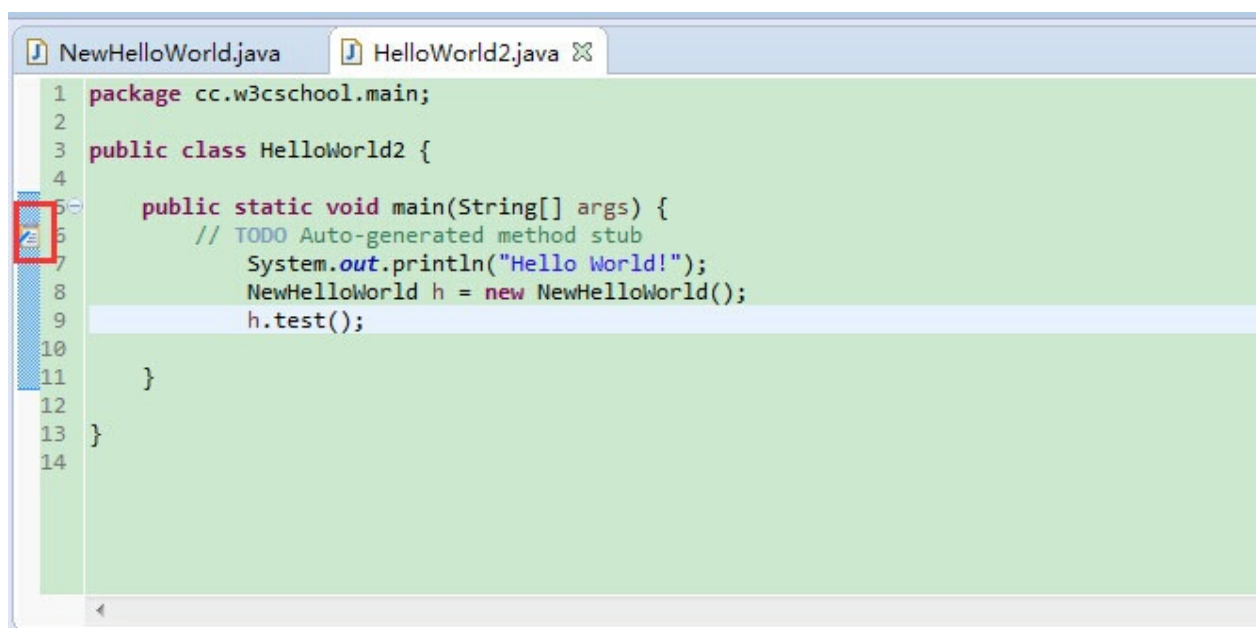 NewHelloWorld.java HelloWorld2.java
1 package cc.w3cschool.main;
2
3 public class HelloWorld2 {
4
5 public static void main(String[] args) {
6 // TODO Auto-generated method stub
7 System.out.println("Hello World!");
8 NewHelloWorld h = new NewHelloWorld();
9 h.test();
10
11 }
12
13 }
14